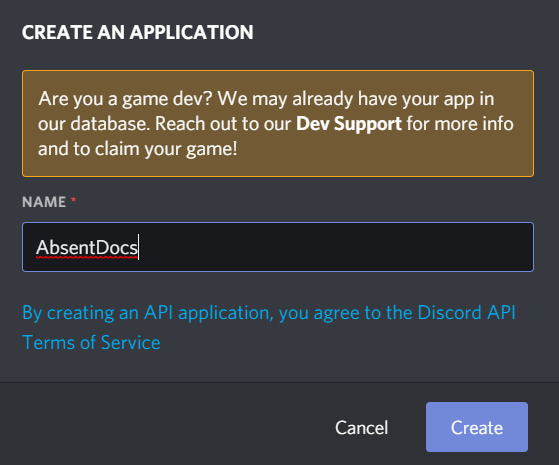 CREATE AN APPLICATION
Are you a game dev? We may already have your app in
our database. Reach out to our Dev Support for more info
and to claim your game!
NAME *
AbsentDocs
By creating an API application, you agree to the Discord API
Terms of Service
Cancel
Create